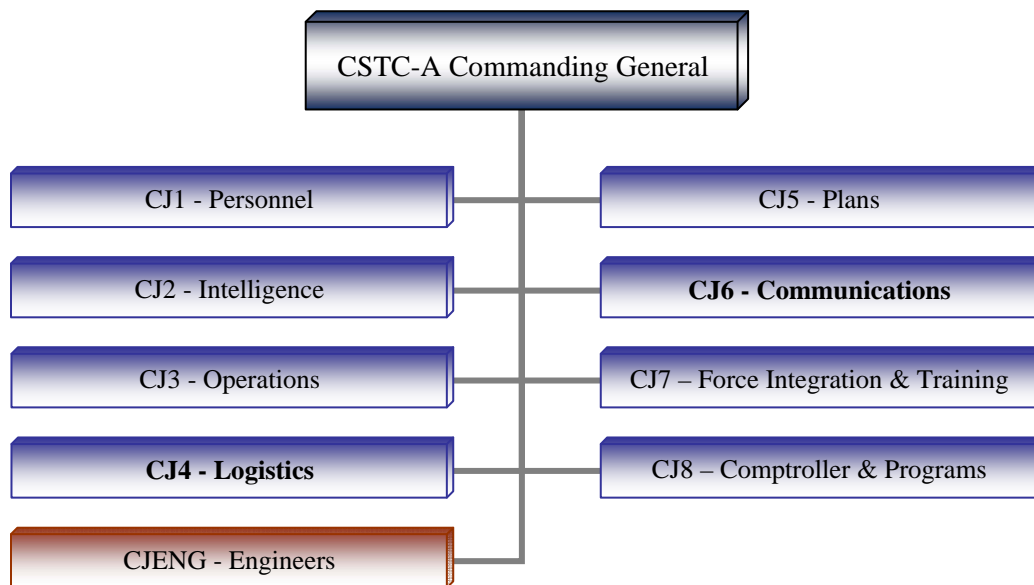 CSTC-A Commanding General
CJ1 - Personnel
CJ5 - Plans
CJ2 - Intelligence
CJ6 - Communications
CJ3 - Operations
CJ7 – Force Integration & Training
CJ4 - Logistics
CJ8 – Comptroller & Programs
CJENG - Engineers